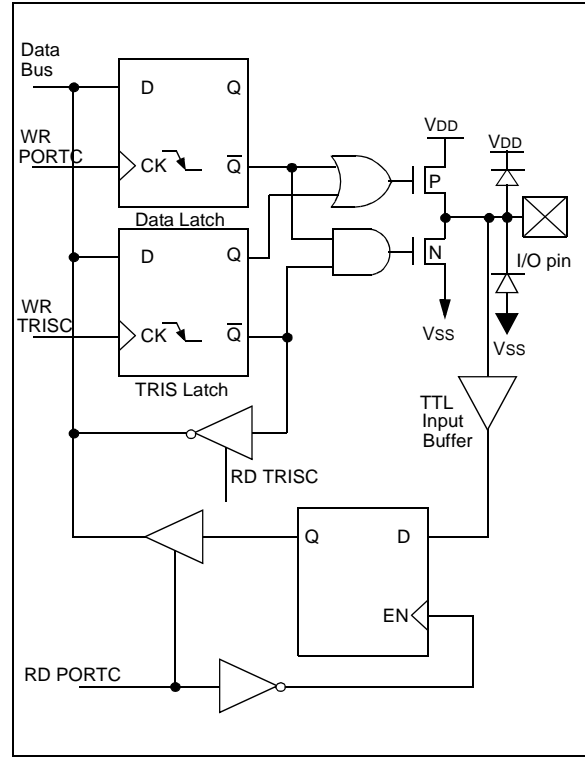 Data
Bus
D
Q
WR
PORTC
CK
Q
Data Latch
VDD
P
VDD
N
I/O pin
VSS
VSS
D
Q
WR
TRISC
CK
Q
TRIS Latch
TTL
Input
Buffer
RD TRISC
Q
D
EN
RD PORTC